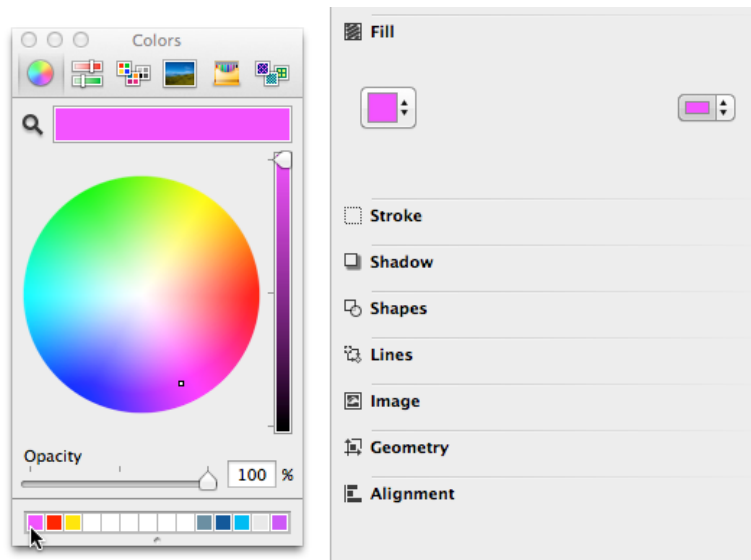 Colors
Opacity
100 %
Fill
Stroke
Shadow
Shapes
Lines
Image
Geometry
Alignment